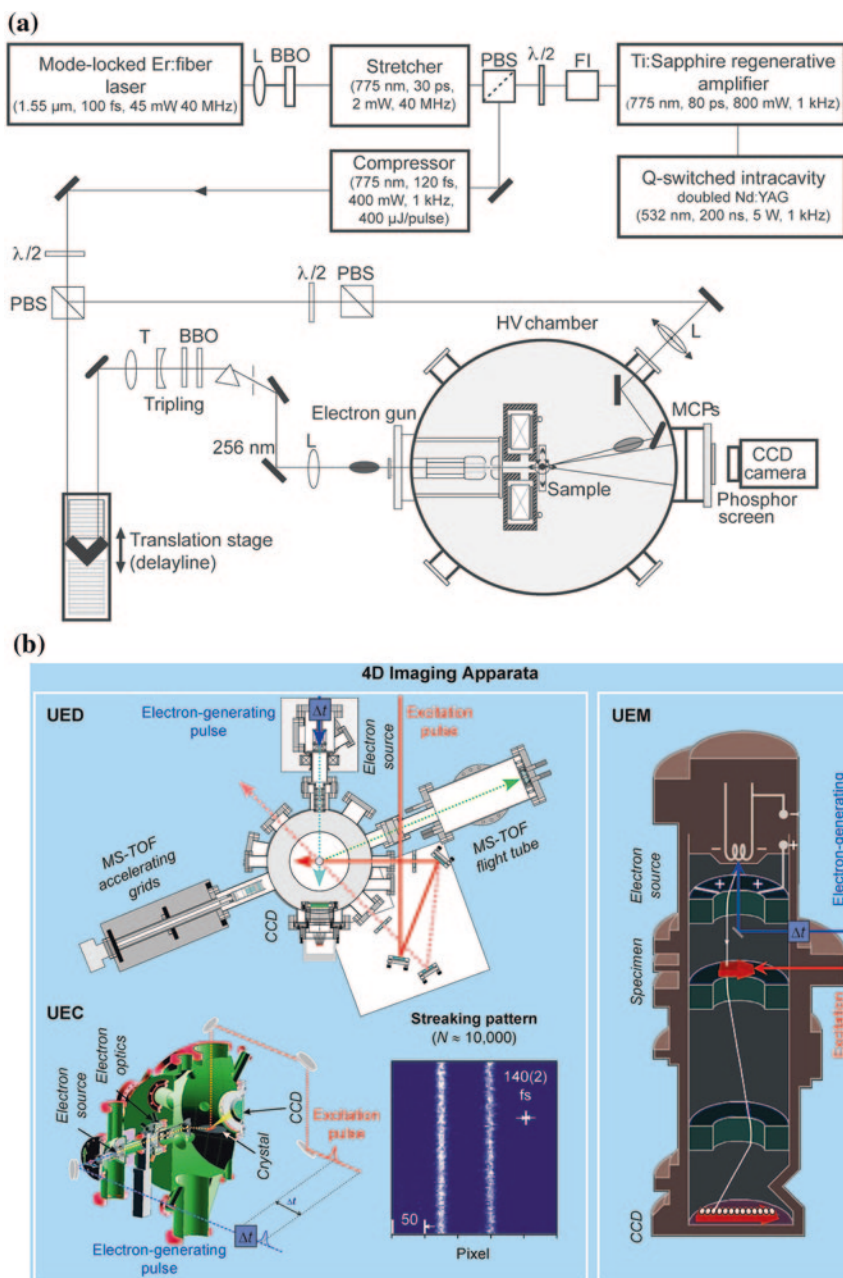 (a)
Mode-locked Er:fiber
laser
(1.55 µm, 100 fs, 45 mW 40 MHz)
L
BBO
Stretcher
(775 nm, 30 ps,
2 mW, 40 MHz)
PBS
λ/2
FI
Ti:Sapphire regenerative
amplifier
(775 nm, 80 ps, 800 mW, 1 kHz)
Compressor
(775 nm, 120 fs,
400 mW, 1 kHz,
400 µJ/pulse)
Q-switched intracavity
doubled Nd:YAG
(532 nm, 200 ns, 5 W, 1 kHz)
λ/2
PBS
λ/2
PBS
L
HV chamber
T
BBO
Tripling
256 nm
L
Electron gun
Sample
MCPs
CCD
camera
Phosphor
screen
Translation stage
(delayline)
(b)
4D Imaging Apparata
UED
Electron-generating
pulse
Δt
Electron
source
Excitation
pulse
MS-TOF
flight tube
MS-TOF
accelerating
grids
CCD
UEC
Electron
source
Electron
optics
CCD
Crystal
Excitation
pulse
Δt
Δt
Electron-generating
pulse
Streaking pattern
(N ≈ 10,000)
140(2)
fs
50
Pixel
UEM
−
+
−
−
+
+
Electron
source
Electron-generating
Δt
Specimen
Excitation
CCD